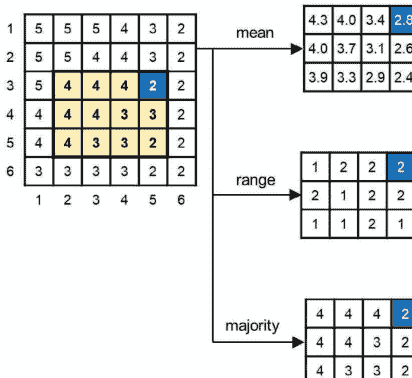 1 5 5 5 4 3 2
2 5 5 4 4 3 2
3 5 4 4 4 2 2
4 4 4 4 3 3 2
5 4 4 3 3 2 2
6 3 3 3 3 2 2
1 2 3 4 5 6
mean
4.3 4.0 3.4 2.8
4.0 3.7 3.1 2.6
3.9 3.3 2.9 2.4
range
1 2 2 2
2 1 2 2
1 1 2 1
majority
4 4 4 2
4 4 3 2
4 3 3 2